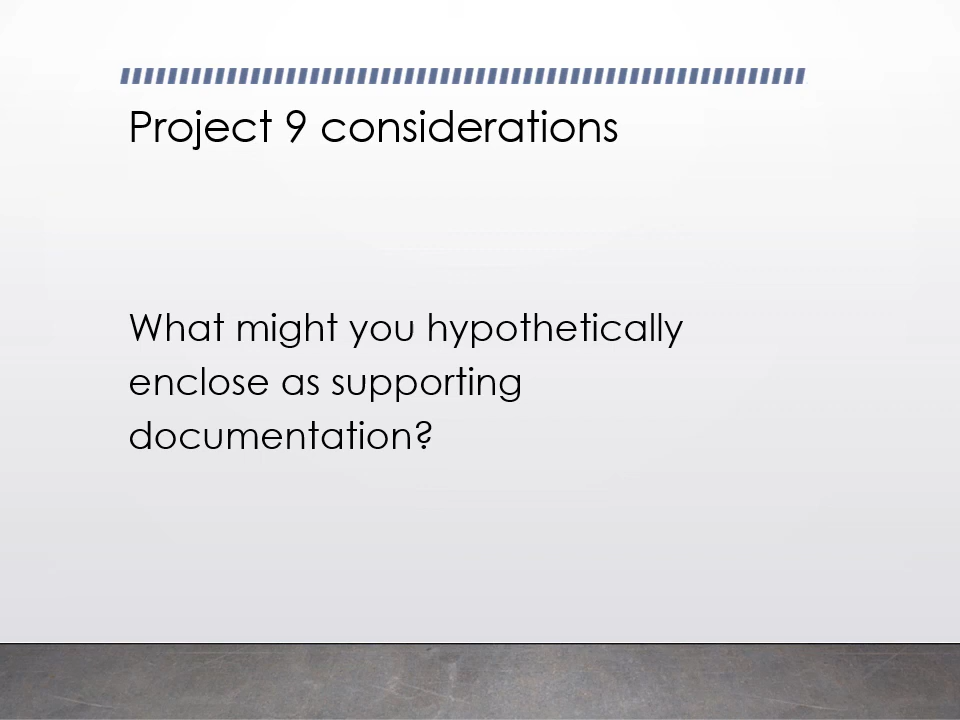 Project 9 considerations
What might you hypothetically
enclose as supporting
documentation?